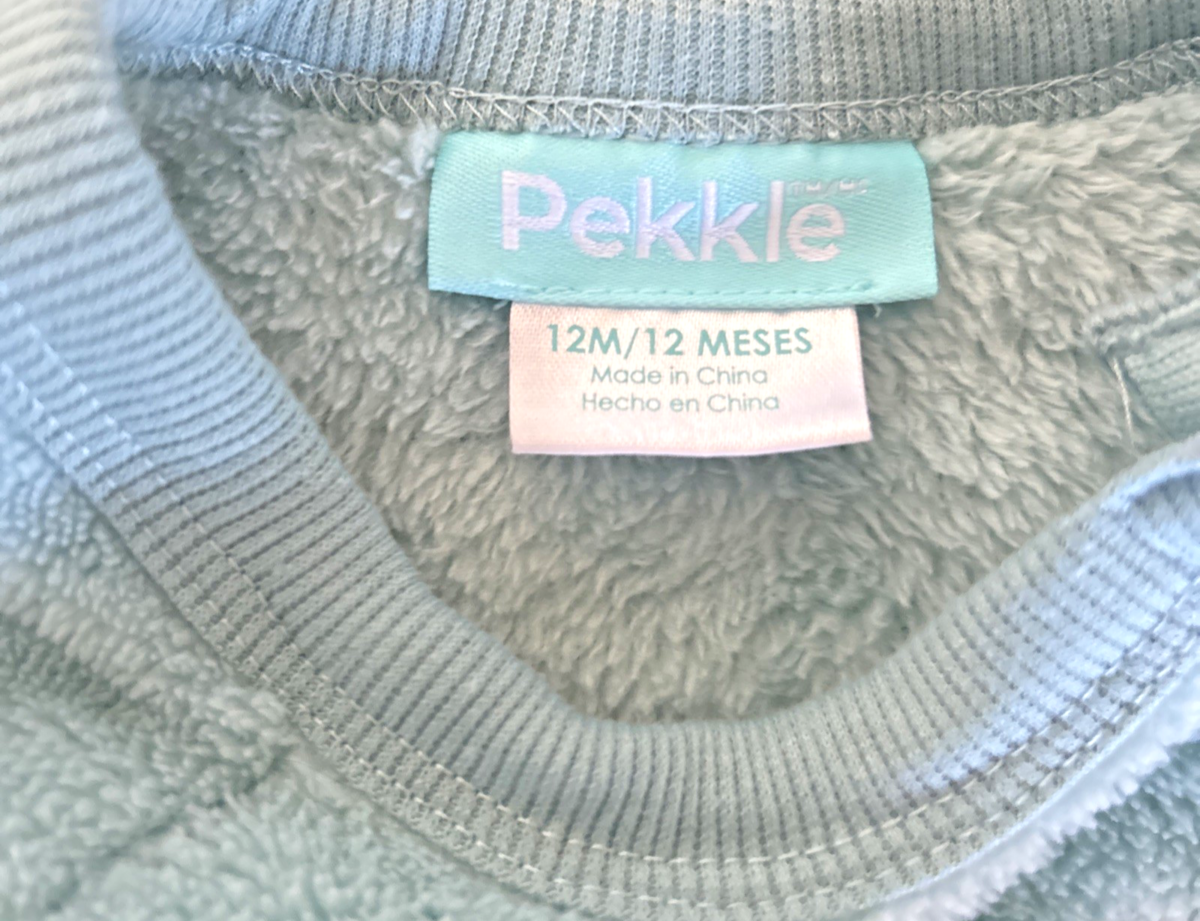 Pekkle
12M/12 MESES
Made in China
Hecho en China